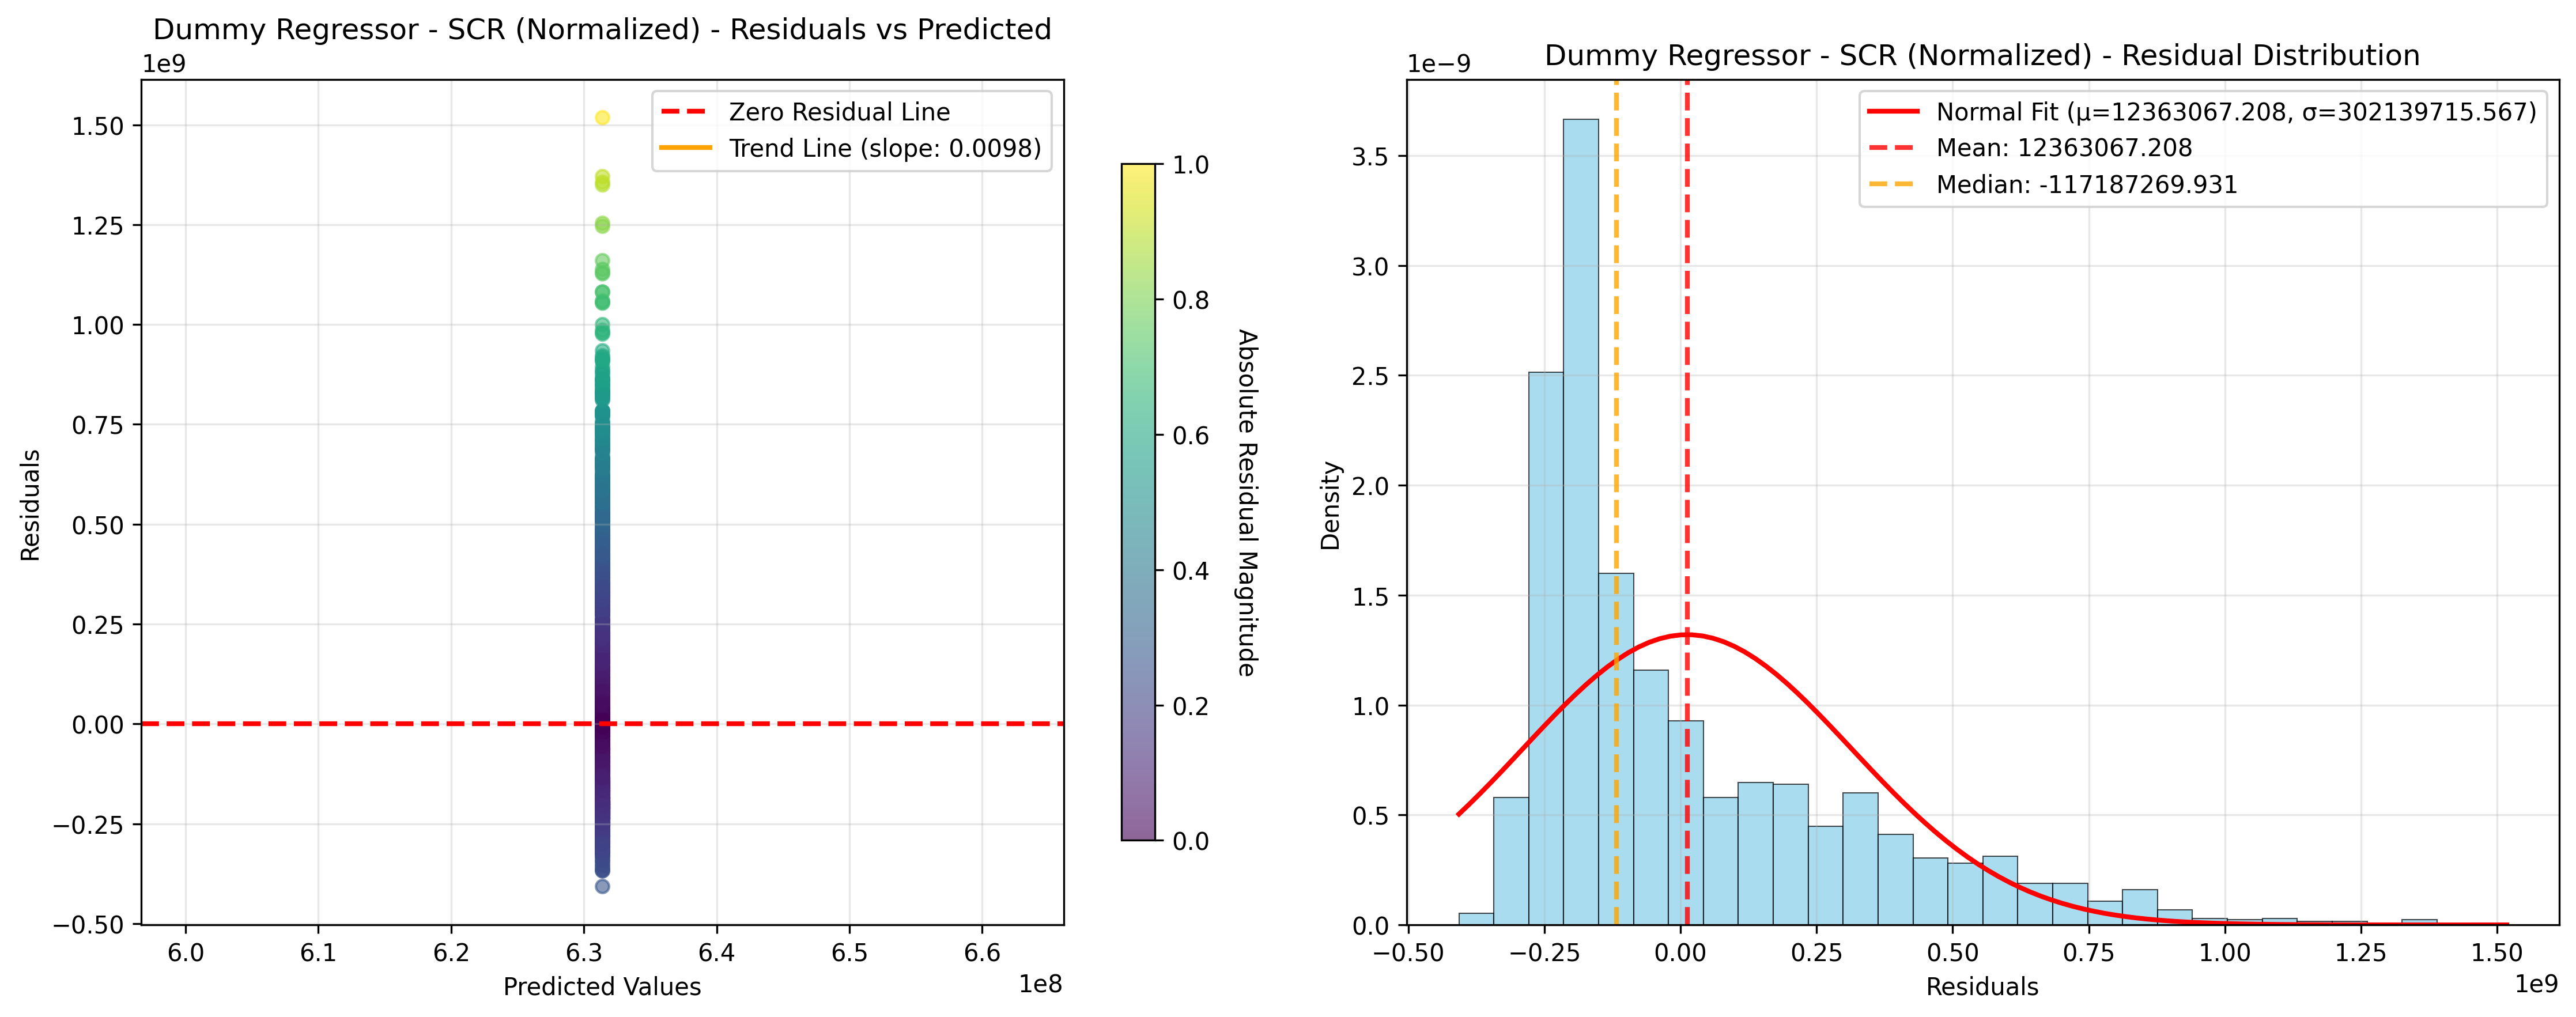 Dummy Regressor - SCR (Normalized) - Residuals vs Predicted
1e9
Zero Residual Line
Trend Line (slope: 0.0098)
1.50
1.25
1.00
0.75
0.50
0.25
0.00
−0.25
−0.50
Residuals
6.0 6.1 6.2 6.3 6.4 6.5 6.6
Predicted Values
1e8
1.0
0.8
0.6
0.4
0.2
0.0
Absolute Residual Magnitude
Dummy Regressor - SCR (Normalized) - Residual Distribution
1e−9
Normal Fit (μ=12363067.208, σ=302139715.567)
Mean: 12363067.208
Median: -117187269.931
3.5
3.0
2.5
2.0
1.5
1.0
0.5
0.0
Density
−0.50 −0.25 0.00 0.25 0.50 0.75 1.00 1.25 1.50
Residuals
1e9